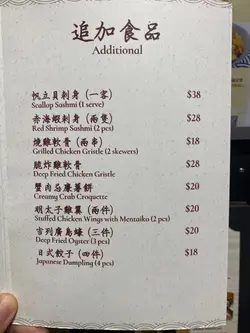 追加食品
Additional
帆立貝刺身（一客） $38
Scallop Sashmi (1 serve)
赤海蝦刺身（兩隻） $28
Red Shrimp Sashmi (2 pcs)
燒雞軟骨（兩串） $18
Grilled Chicken Gristle (2 skewers)
脆炸雞軟骨 $28
Deep Fried Chicken Gristle
蟹肉忌廉薯餅 $20
Creamy Crab Croquette
明太子雞翼（兩件） $20
Stuffed Chicken Wings with Mentaiko (2 pcs)
吉列廣島蠔（三件） $20
Deep Fried Oyster (3 pcs)
日式餃子（四件） $18
Japanese Dumpling (4 pcs)